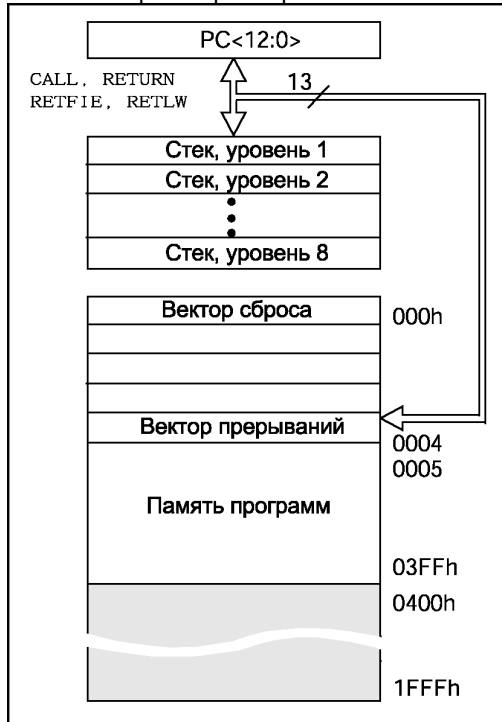 PC<12:0>
CALL, RETURN
RETFIE, RETLW
13
Стек, уровень 1
Стек, уровень 2
Стек, уровень 8
Вектор сброса
000h
Вектор прерываний
0004
0005
Память программ
03FFh
0400h
1FFFh